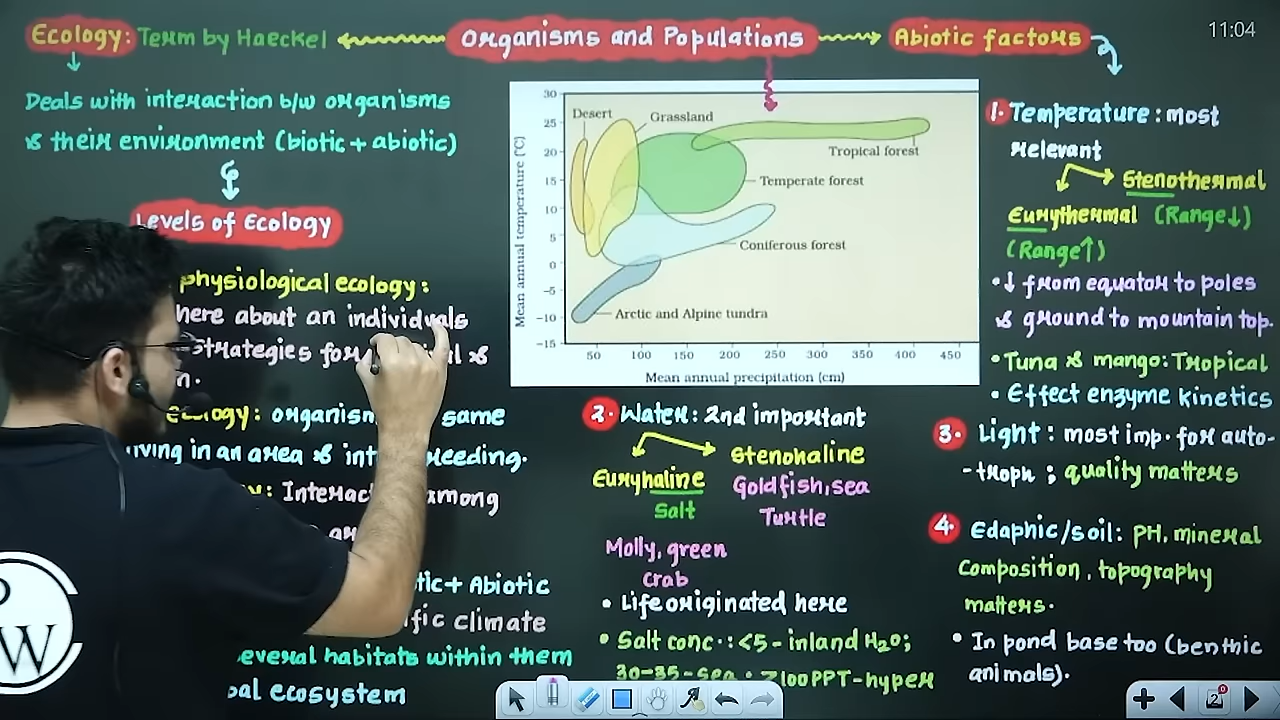 Ecology: Term by Haeckel
Organisms and Populations
Abiotic factors
11:04
Deals with interaction b/w organisms
& their environment (biotic + abiotic)
Levels of Ecology
physiological ecology:
here about an individuals
Strategies for
&
n.
ecology: organism same
living in an area & reeding.
: Interac among
tic + Abiotic
fic climate
several habitats within them
bal ecosystem
30
25
20
15
10
5
0
−5
−10
−15
Mean annual temperature (°C)
Desert
Grassland
Tropical forest
Temperate forest
Coniferous forest
Arctic and Alpine tundra
50 100 150 200 250 300 350 400 450
Mean annual precipitation (cm)
2. Water: 2nd important
Euryhaline
Stenohaline
Salt
Goldfish, sea
Turtle
Molly, green
crab
• Life originated here
• Salt conc.: <5 - inland H₂O;
30-35-Sea; >100 PPT-hyper
1. Temperature: most
relevant
Stenothermal
Eurythermal (Range↓)
(Range↑)
• ↓ from equator to poles
& ground to mountain top.
• Tuna & mango: Tropical
• Effect enzyme kinetics
3. Light: most imp. for auto-
-troph; quality matters
4. Edaphic/soil: PH, mineral
Composition, topography
matters.
• In pond base too (benthic
animals).
P
W
2
0